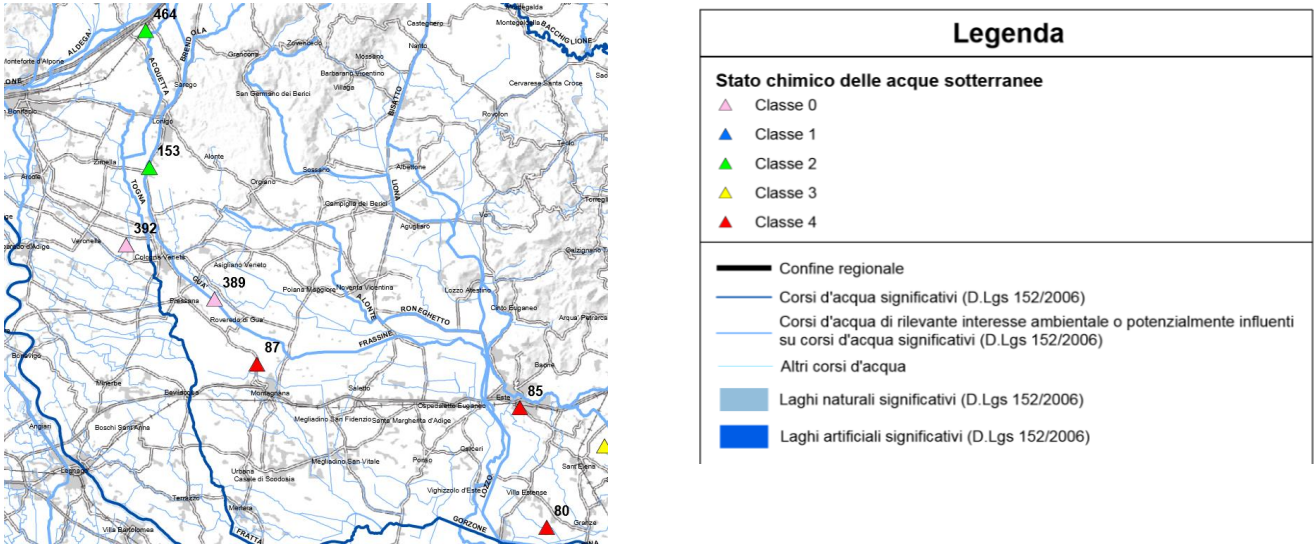 464
ALDEGA
OLA
BREND
Castegnero
Montegaldella
BACCHIGLIONE
Grancona
Zovencedo
Nanto
Mossano
Barbarano Vicentino
Villaga
Monteforte d'Alpone
ACQUETTA
Sarego
San Germano dei Berici
BISATTO
Cervarese Santa Croce
Rovolon
Lonigo
153
Alonte
Zimella
Sossano
Albettone
Teolo
Arcole
TOGNA
Orgiano
LIONA
Campiglia dei Berici
Vo'
392
Agugliaro
Veronella
Cologna Veneta
Asigliano Veneto
GUA'
389
Poiana Maggiore
Noventa Vicentina
Lozzo Atestino
Pressana
ALONTE
RONEGHETTO
Cinto Euganeo
Roveredo di Gua'
Arqua' Petrarca
FRASSINE
87
Bonavigo
Baone
Minerbe
Bevilacqua
Montagnana
Saletto
85
Este
Ospedaletto Euganeo
Megliadino San Fidenzio
Santa Margherita d'Adige
Angiari
Boschi Sant'Anna
Carceri
Legnago
Urbana
Megliadino San Vitale
Ponso
Sant'Elena
Casale di Scodosia
Vighizzolo d'Este
LOZZO
Villa Estense
Terrazzo
Merlara
80
Granze
Villa Bartolomea
FRATTA
GORZONE
Legenda
Stato chimico delle acque sotterranee
Classe 0
Classe 1
Classe 2
Classe 3
Classe 4
Confine regionale
Corsi d'acqua significativi (D.Lgs 152/2006)
Corsi d'acqua di rilevante interesse ambientale o potenzialmente influenti
su corsi d'acqua significativi (D.Lgs 152/2006)
Altri corsi d'acqua
Laghi naturali significativi (D.Lgs 152/2006)
Laghi artificiali significativi (D.Lgs 152/2006)